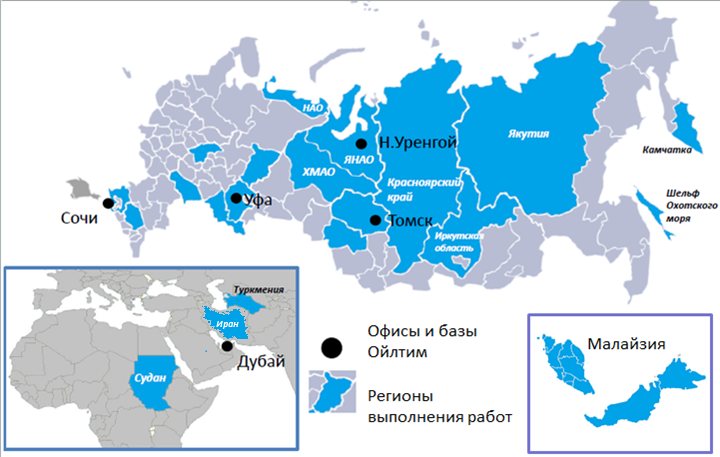 НАО
Н.Уренгой
Якутия
ЯНАО
ХМАО
Камчатка
Красноярский
край
Уфа
Шельф
Охотского
моря
Сочи
Томск
Иркутская
область
Туркмения
Иран
Дубай
Судан
Офисы и базы
Ойлтим
Регионы
выполнения работ
Малайзия